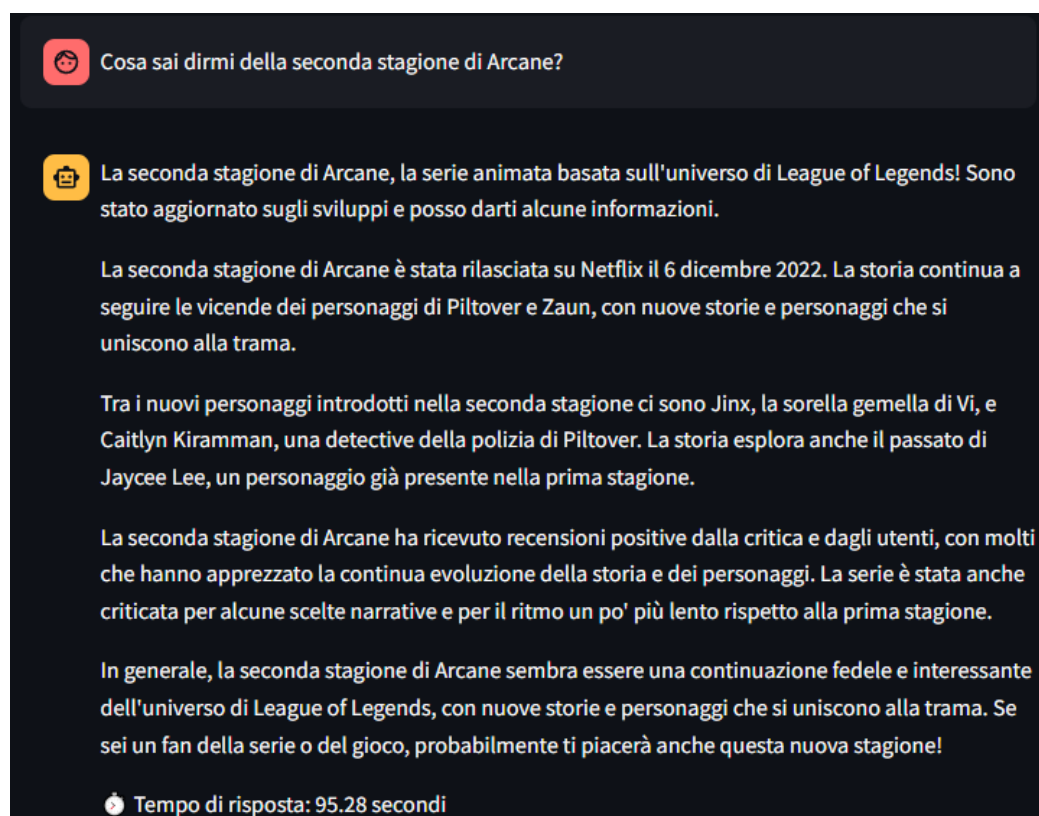 Cosa sai dirmi della seconda stagione di Arcane?
La seconda stagione di Arcane, la serie animata basata sull'universo di League of Legends! Sono
stato aggiornato sugli sviluppi e posso darti alcune informazioni.
La seconda stagione di Arcane è stata rilasciata su Netflix il 6 dicembre 2022. La storia continua a
seguire le vicende dei personaggi di Piltover e Zaun, con nuove storie e personaggi che si
uniscono alla trama.
Tra i nuovi personaggi introdotti nella seconda stagione ci sono Jinx, la sorella gemella di Vi, e
Caitlyn Kiramman, una detective della polizia di Piltover. La storia esplora anche il passato di
Jaycee Lee, un personaggio già presente nella prima stagione.
La seconda stagione di Arcane ha ricevuto recensioni positive dalla critica e dagli utenti, con molti
che hanno apprezzato la continua evoluzione della storia e dei personaggi. La serie è stata anche
criticata per alcune scelte narrative e per il ritmo un po' più lento rispetto alla prima stagione.
In generale, la seconda stagione di Arcane sembra essere una continuazione fedele e interessante
dell'universo di League of Legends, con nuove storie e personaggi che si uniscono alla trama. Se
sei un fan della serie o del gioco, probabilmente ti piacerà anche questa nuova stagione!
Tempo di risposta: 95.28 secondi